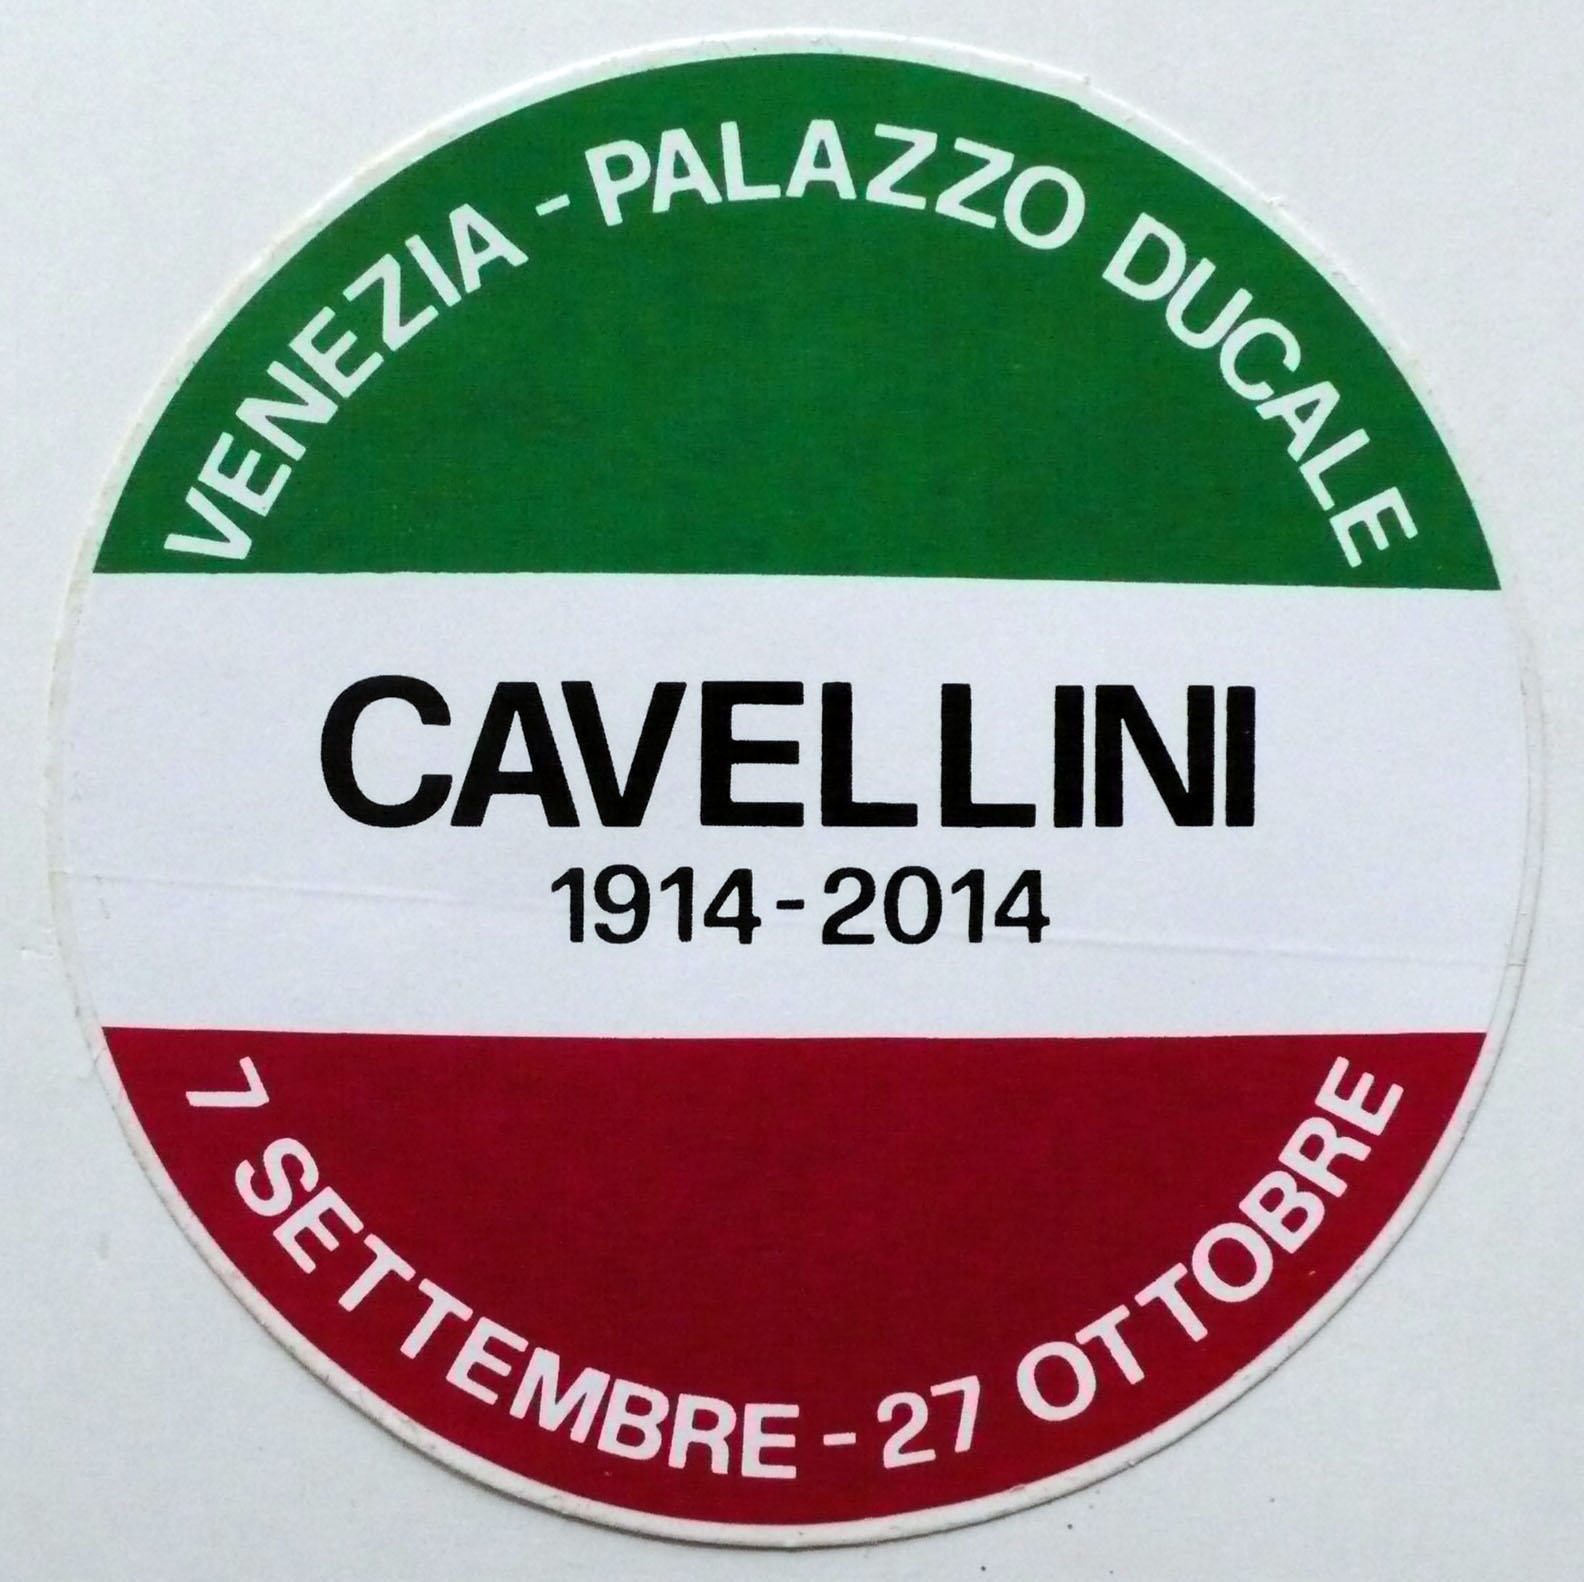 VENEZIA - PALAZZO DUCALE
CAVELLINI
1914-2014
7 SETTEMBRE - 27 OTTOBRE